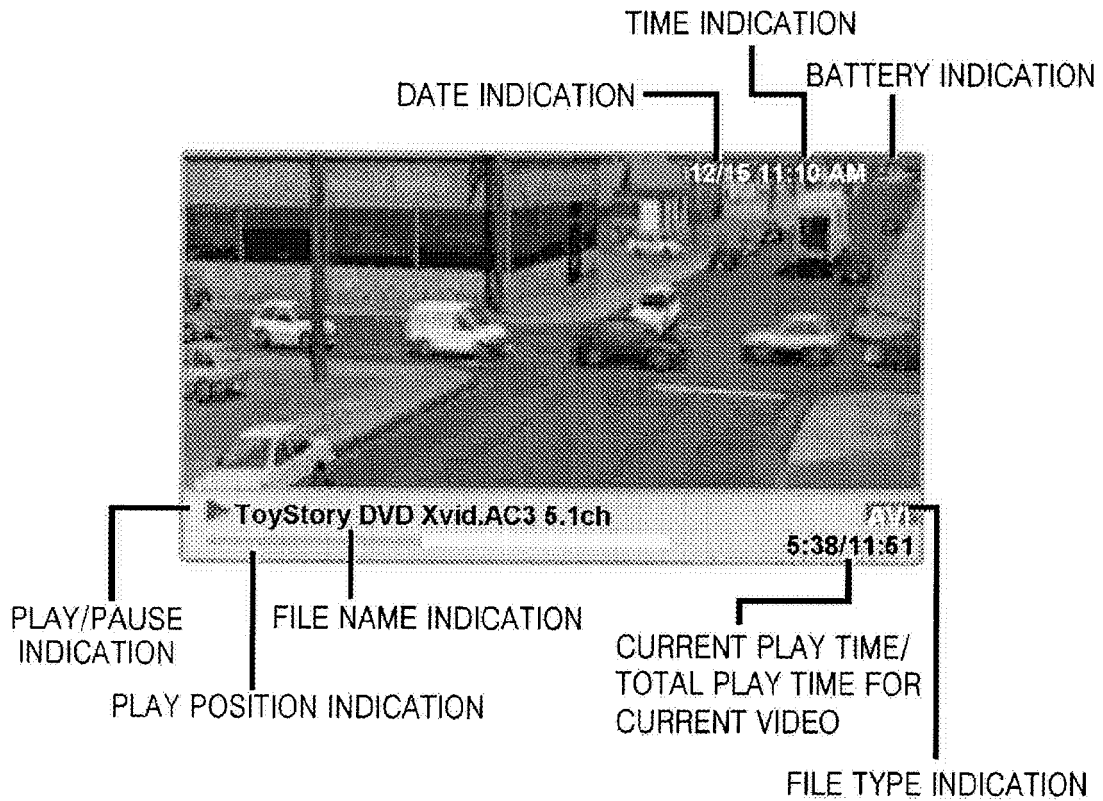 TIME INDICATION
BATTERY INDICATION
DATE INDICATION
12/15 11:10 AM
ToyStory DVD Xvid.AC3 5.1ch
AVI
5:38/11:51
PLAY/PAUSE
INDICATION
FILE NAME INDICATION
PLAY POSITION INDICATION
CURRENT PLAY TIME/
TOTAL PLAY TIME FOR
CURRENT VIDEO
FILE TYPE INDICATION